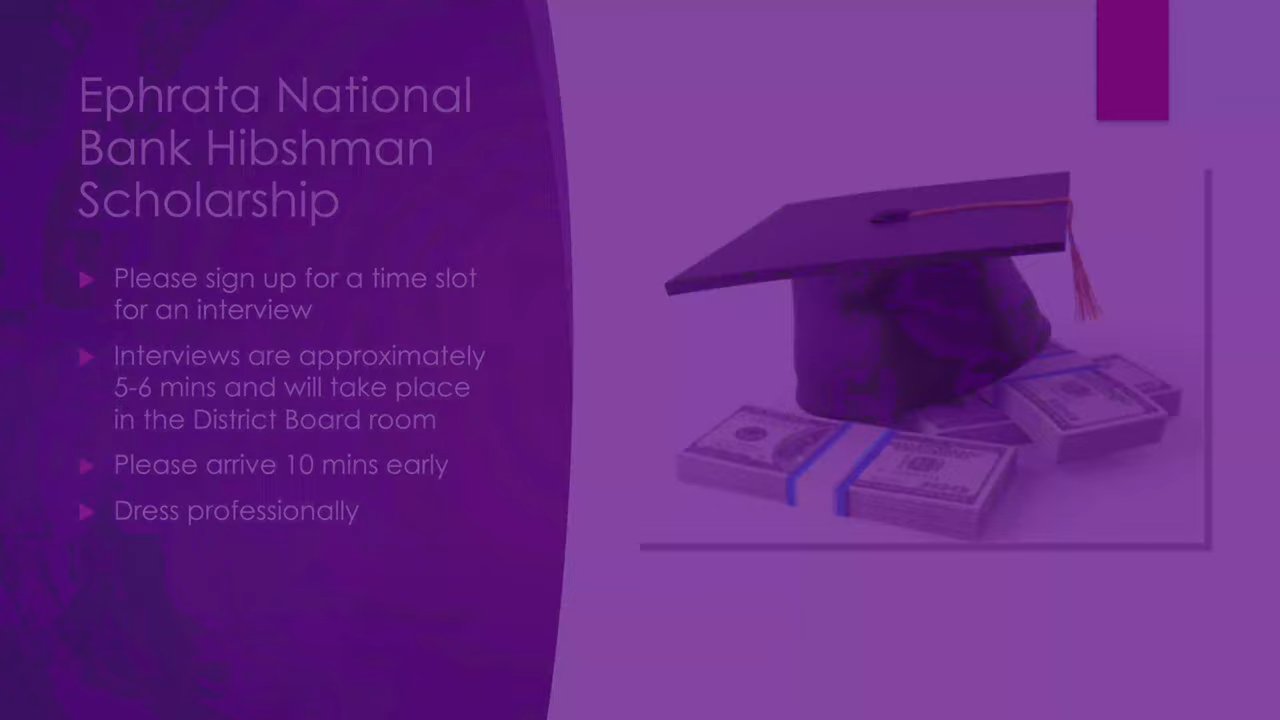 Ephrata National
Bank Hibshman
Scholarship
Please sign up for a time slot
for an interview
Interviews are approximately
5-6 mins and will take place
in the District Board room
Please arrive 10 mins early
Dress professionally